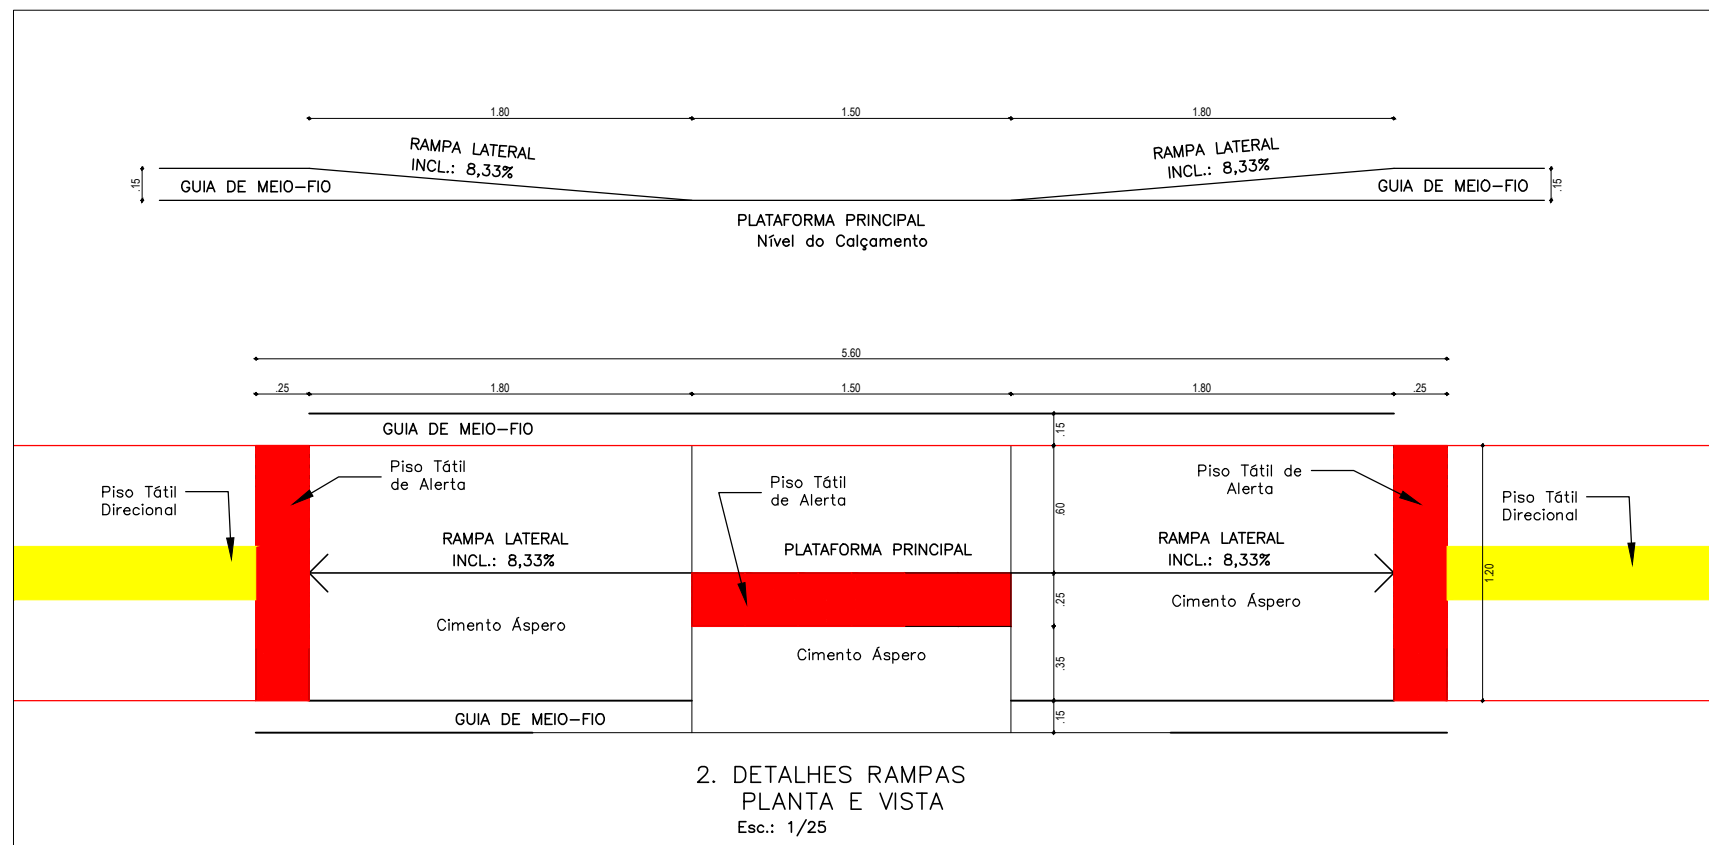 1.80
1.50
1.80
RAMPA LATERAL
INCL.: 8,33%
RAMPA LATERAL
INCL.: 8,33%
.15
GUIA DE MEIO-FIO
GUIA DE MEIO-FIO
.15
PLATAFORMA PRINCIPAL
Nível do Calçamento
5.60
.25
1.80
1.50
1.80
.25
GUIA DE MEIO-FIO
.15
Piso Tátil
de Alerta
Piso Tátil de
Alerta
Piso Tátil
Direcional
Piso Tátil
de Alerta
Piso Tátil
Direcional
.60
RAMPA LATERAL
INCL.: 8,33%
PLATAFORMA PRINCIPAL
RAMPA LATERAL
INCL.: 8,33%
1.20
.25
Cimento Áspero
Cimento Áspero
Cimento Áspero
.35
GUIA DE MEIO-FIO
.15
2. DETALHES RAMPAS
PLANTA E VISTA
Esc.: 1/25